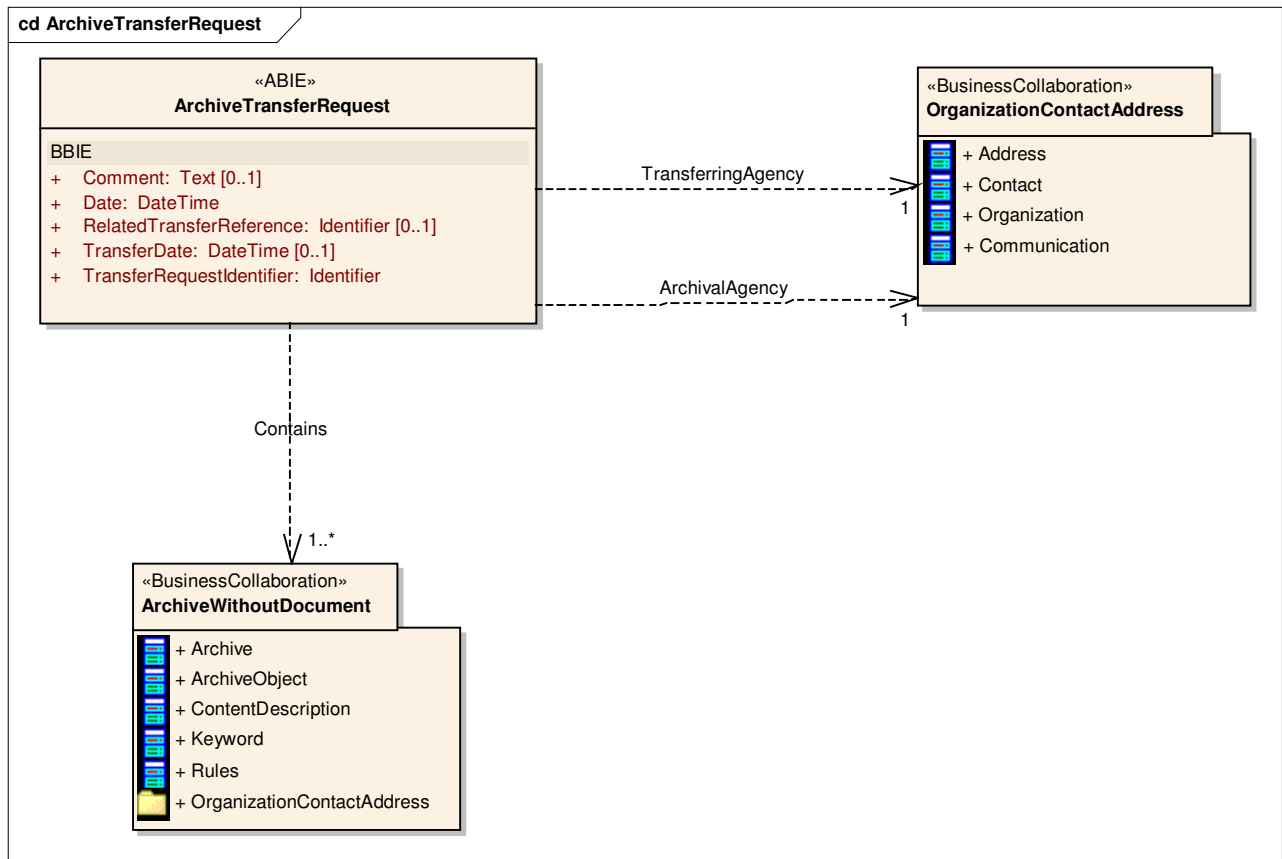 cd ArchiveTransferRequest
«ABIE»
ArchiveTransferRequest
BBIE
+ Comment: Text [0..1]
+ Date: DateTime
+ RelatedTransferReference: Identifier [0..1]
+ TransferDate: DateTime [0..1]
+ TransferRequestIdentifier: Identifier
TransferringAgency
1
ArchivalAgency
1
«BusinessCollaboration»
OrganizationContactAddress
+ Address
+ Contact
+ Organization
+ Communication
Contains
1..*
«BusinessCollaboration»
ArchiveWithoutDocument
+ Archive
+ ArchiveObject
+ ContentDescription
+ Keyword
+ Rules
+ OrganizationContactAddress